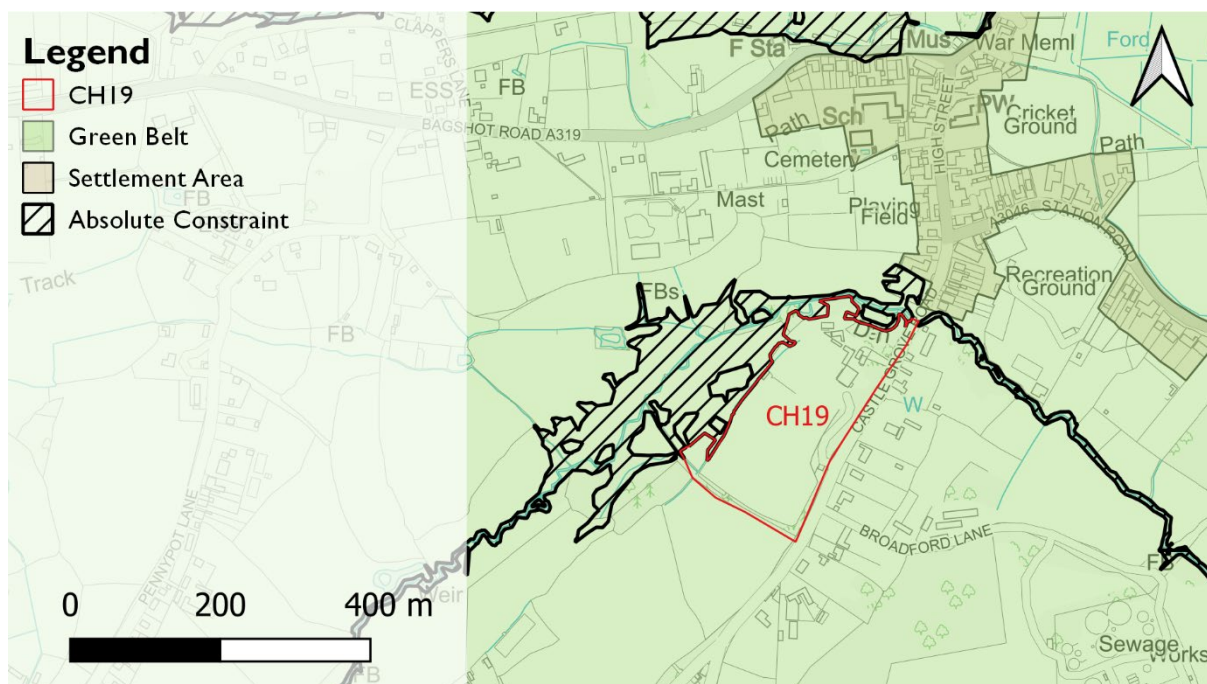 Legend
CH19
Green Belt
Settlement Area
Absolute Constraint
CLAPPERS LANE
ESS
FB
F Sta
Mus
War Meml
Ford
BAGSHOT ROAD A319
Path
Sch
PW
HIGH STREET
Cricket
Ground
Path
Cemetery
Mast
Playing
Field
A3046 STATION ROAD
FB
Track
FB
FBs
Recreation
Ground
CH19
CASTLE GROVE
W
PENNYPOT LANE
BROADFORD LANE
Weir
FB
FB
Sewage
Works
0 200 400 m